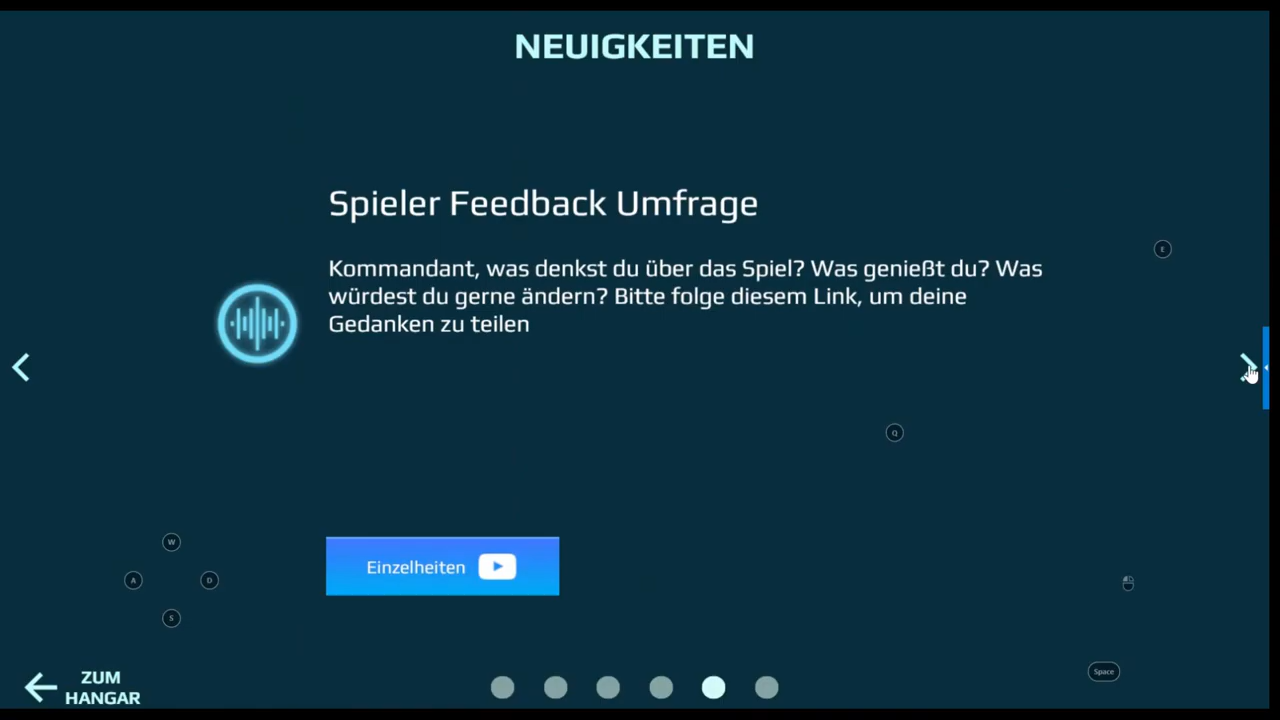 NEUIGKEITEN
Spieler Feedback Umfrage
Kommandant, was denkst du über das Spiel? Was genießt du? Was
würdest du gerne ändern? Bitte folge diesem Link, um deine
Gedanken zu teilen
E
Q
W
A
D
S
Einzelheiten
Space
ZUM
HANGAR